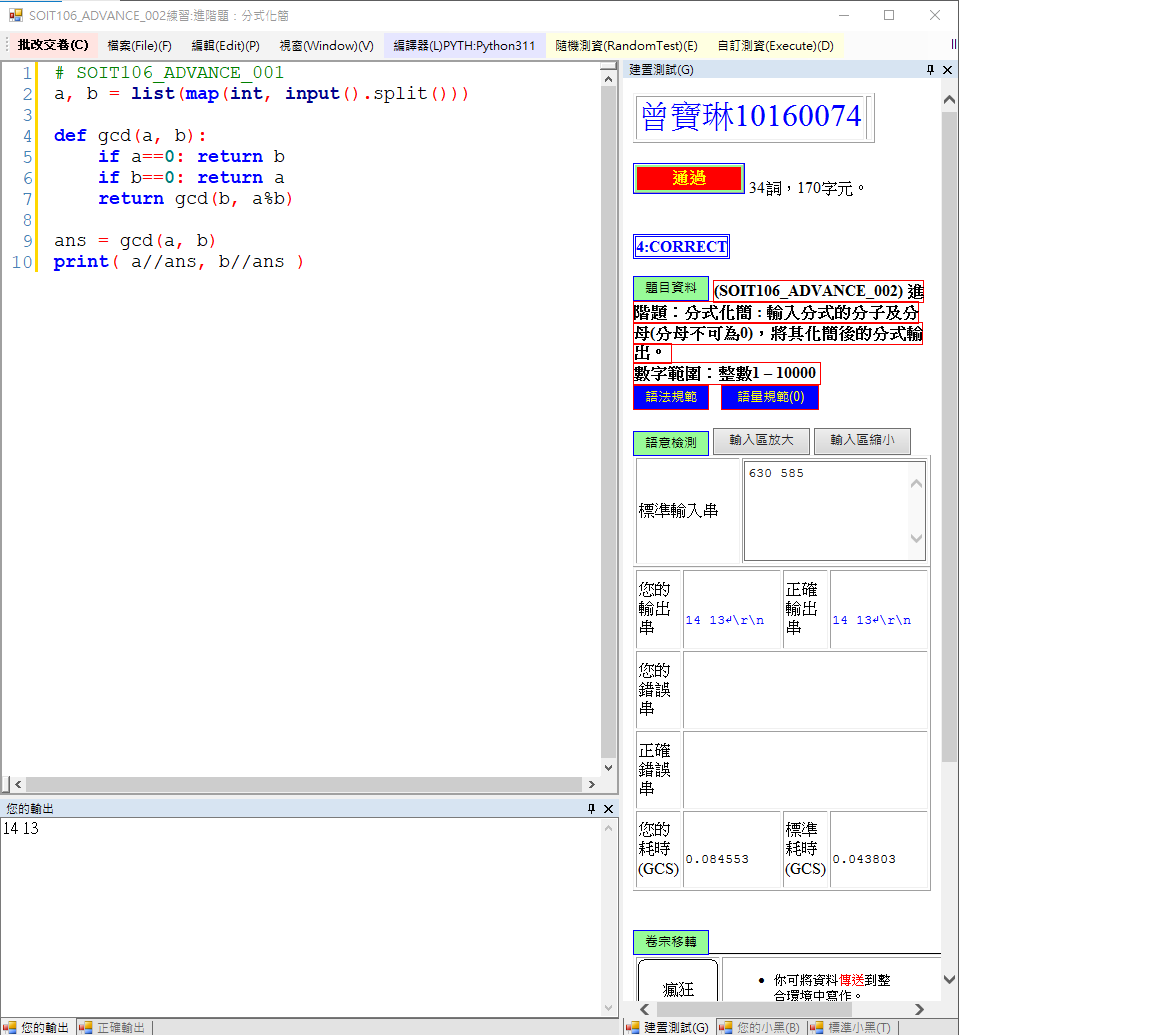 SOIT106_ADVANCE_002練習:進階題：分式化簡
批改交卷(C) 檔案(File)(F) 編輯(Edit)(P) 視窗(Window)(V) 編譯器(L)PYTH:Python311 隨機測資(RandomTest)(E) 自訂測資(Execute)(D)
1 # SOIT106_ADVANCE_001
2 a, b = list(map(int, input().split()))
3
4 def gcd(a, b):
5     if a==0: return b
6     if b==0: return a
7     return gcd(b, a%b)
8
9 ans = gcd(a, b)
10 print( a//ans, b//ans )
您的輸出
14 13
您的輸出 正確輸出
建置測試(G)
曾寶琳10160074
通過 34詞，170字元。
4:CORRECT
題目資料 (SOIT106_ADVANCE_002) 進
階題：分式化簡 : 輸入分式的分子及分
母(分母不可為0)，將其化簡後的分式輸
出。
數字範圍：整數1 – 10000
語法規範 語量規範(0)
語意檢測 輸入區放大 輸入區縮小
標準輸入串 630 585
您的
輸出
串
14 13↵\r\n
正確
輸出
串
14 13↵\r\n
您的
錯誤
串
正確
錯誤
串
您的
耗時
(GCS)
0.084553
標準
耗時
(GCS)
0.043803
卷宗移轉
瘋狂
• 你可將資料傳送到整
合環境中寫作。
建置測試(G) 您的小黑(B) 標準小黑(T)